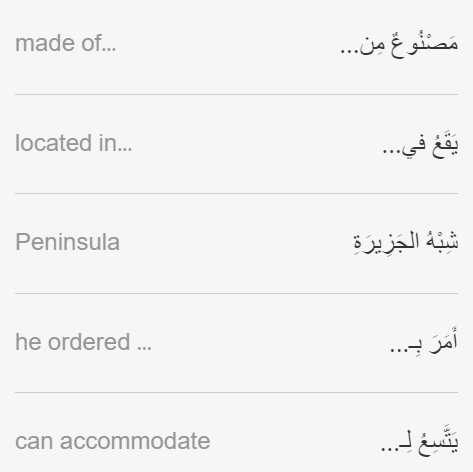 made of... مَصْنُوعٌ مِن...
located in... يَقَعُ في...
Peninsula شِبْهُ الجَزِيرَةِ
he ordered ... أَمَرَ بِـ...
can accommodate يَتَّسِعُ لِـ...